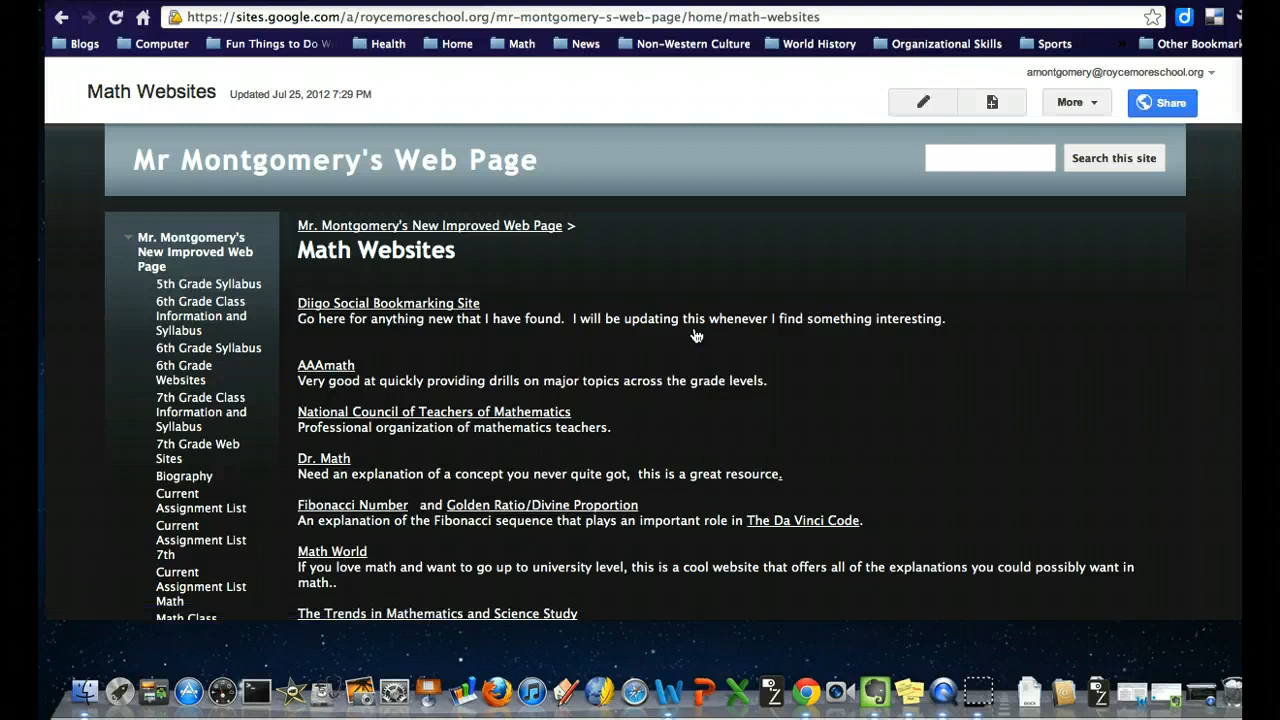 https://sites.google.com/a/roycemoreschool.org/mr-montgomery-s-web-page/home/math-websites
Blogs Computer Fun Things to Do W Health Home Math News Non-Western Culture World History Organizational Skills Sports » Other Bookmar
amontgomery@roycemoreschool.org
Math Websites Updated Jul 25, 2012 7:29 PM
More Share
Mr Montgomery's Web Page
Search this site
Mr. Montgomery's
New Improved Web
Page
5th Grade Syllabus
6th Grade Class
Information and
Syllabus
6th Grade Syllabus
6th Grade
Websites
7th Grade Class
Information and
Syllabus
7th Grade Web
Sites
Biography
Current
Assignment List
Current
Assignment List
7th
Current
Assignment List
Math
Math Class
Mr. Montgomery's New Improved Web Page >
Math Websites
Diigo Social Bookmarking Site
Go here for anything new that I have found.  I will be updating this whenever I find something interesting.
AAAmath
Very good at quickly providing drills on major topics across the grade levels.
National Council of Teachers of Mathematics
Professional organization of mathematics teachers.
Dr. Math
Need an explanation of a concept you never quite got,  this is a great resource.
Fibonacci Number   and Golden Ratio/Divine Proportion
An explanation of the Fibonacci sequence that plays an important role in The Da Vinci Code.
Math World
If you love math and want to go up to university level, this is a cool website that offers all of the explanations you could possibly want in
math..
The Trends in Mathematics and Science Study